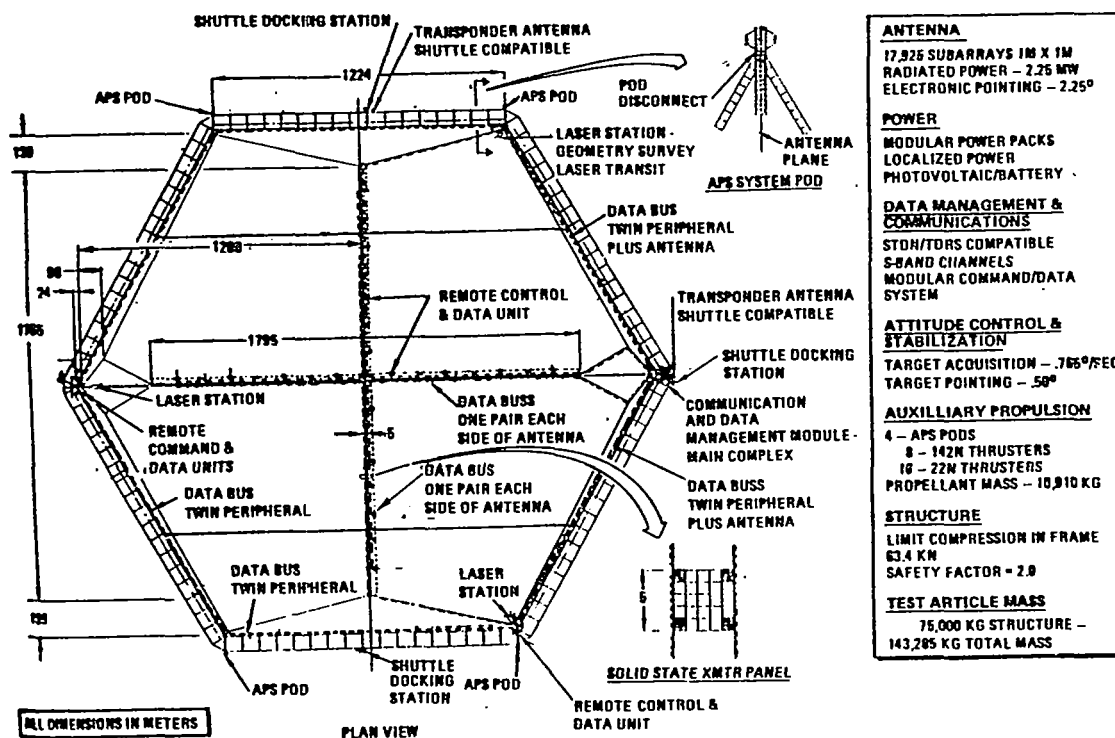 SHUTTLE DOCKING STATION
TRANSPONDER ANTENNA
SHUTTLE COMPATIBLE
1224
APS POD
APS POD
POD
DISCONNECT
ANTENNA
PLANE
APS SYSTEM POD
LASER STATION -
GEOMETRY SURVEY
LASER TRANSIT
DATA BUS
TWIN PERIPHERAL
PLUS ANTENNA
1280
24
REMOTE CONTROL
& DATA UNIT
TRANSPONDER ANTENNA
SHUTTLE COMPATIBLE
1795
SHUTTLE DOCKING
STATION
LASER STATION
DATA BUSS
ONE PAIR EACH
SIDE OF ANTENNA
COMMUNICATION
AND DATA
MANAGEMENT MODULE -
MAIN COMPLEX
REMOTE
COMMAND &
DATA UNITS
DATA BUS
ONE PAIR EACH
SIDE OF ANTENNA
DATA BUS
TWIN PERIPHERAL
DATA BUSS
TWIN PERIPHERAL
PLUS ANTENNA
DATA BUS
TWIN PERIPHERAL
LASER
STATION
SOLID STATE XMTR PANEL
SHUTTLE
DOCKING
STATION
APS POD
APS POD
REMOTE CONTROL &
DATA UNIT
ALL DIMENSIONS IN METERS
PLAN VIEW
ANTENNA
17,925 SUBARRAYS 1M X 1M
RADIATED POWER – 2.25 MW
ELECTRONIC POINTING – 2.25°
POWER
MODULAR POWER PACKS
LOCALIZED POWER
PHOTOVOLTAIC/BATTERY
DATA MANAGEMENT &
COMMUNICATIONS
STDN/TDRS COMPATIBLE
S-BAND CHANNELS
MODULAR COMMAND/DATA
SYSTEM
ATTITUDE CONTROL &
STABILIZATION
TARGET ACQUISITION –
TARGET POINTING – .50°
AUXILLIARY PROPULSION
4 – APS PODS
8 – 142N THRUSTERS
16 – 22N THRUSTERS
PROPELLANT MASS – 10,910 KG
STRUCTURE
LIMIT COMPRESSION IN FRAME
63.4 KN
SAFETY FACTOR = 2.0
TEST ARTICLE MASS
75,000 KG STRUCTURE –
143,285 KG TOTAL MASS